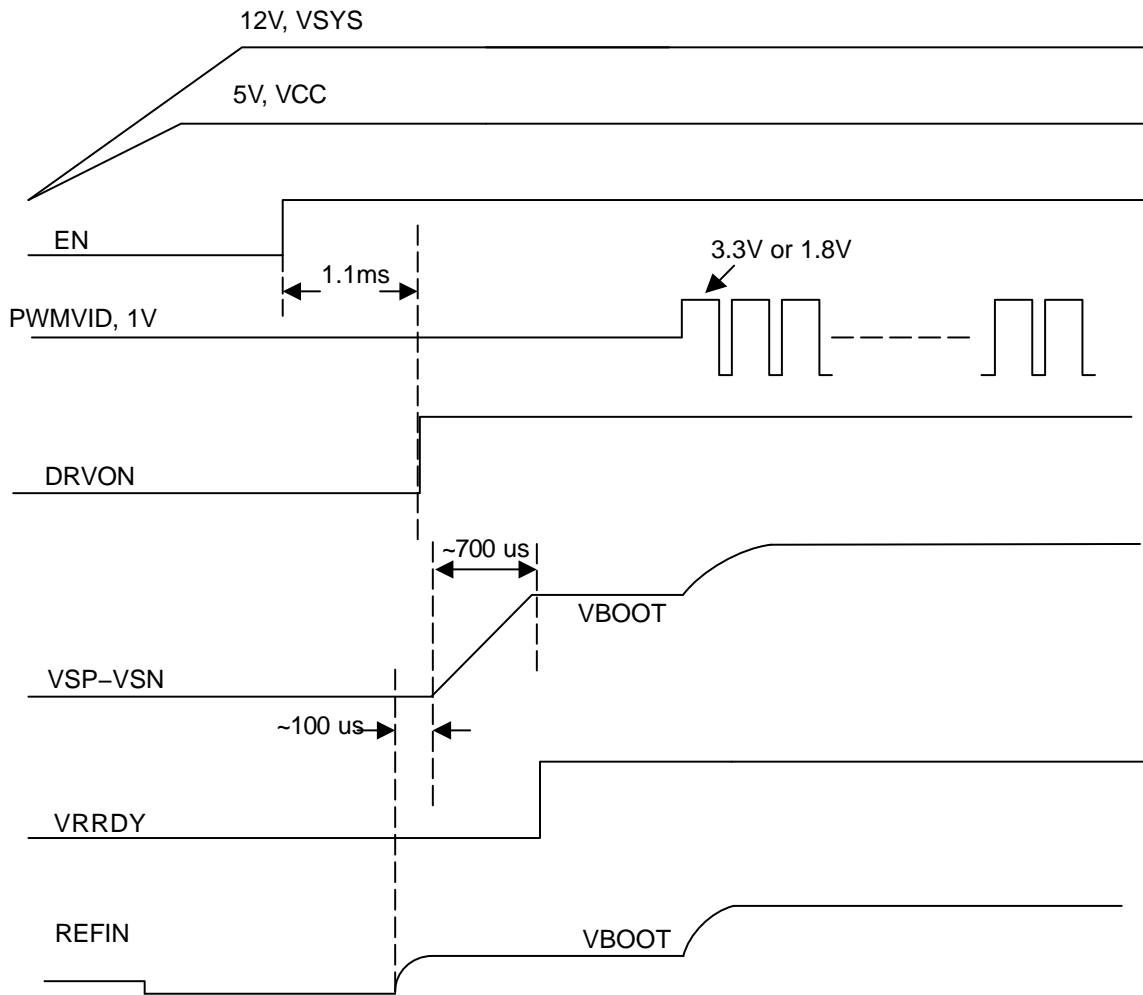 12V, VSYS
5V, VCC
EN
1.1ms
3.3V or 1.8V
PWMVID, 1V
DRVON
~700 us
VBOOT
VSP−VSN
~100 us
VRRDY
REFIN
VBOOT